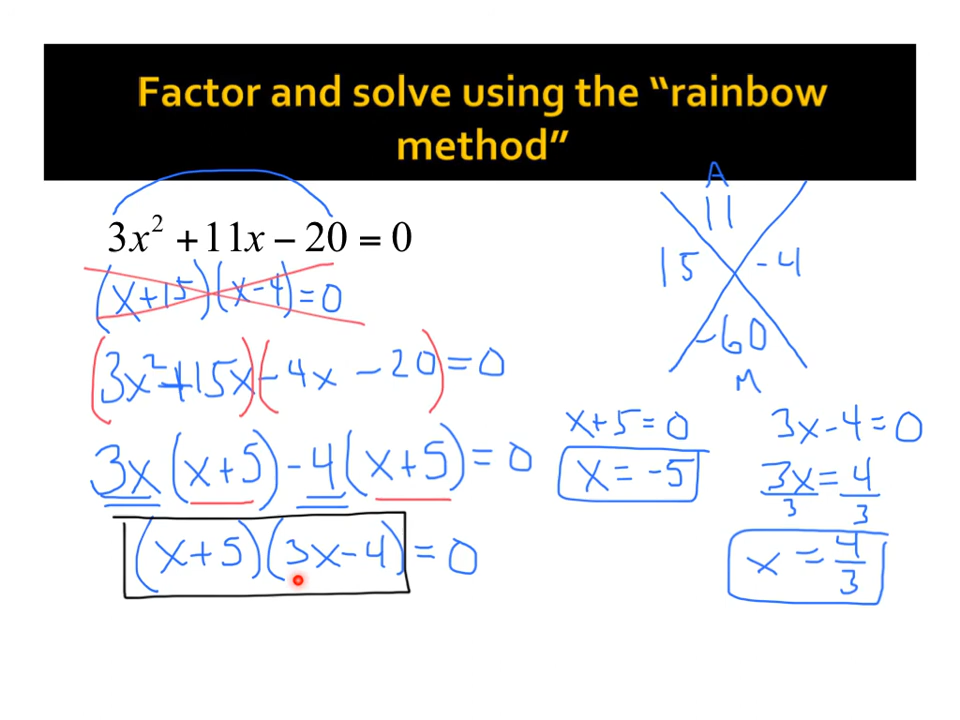 Factor and solve using the “rainbow
method”
3x² + 11x − 20 = 0
(x+15)(x-4)=0
(3x²+15x)(-4x-20)=0
3x(x+5)-4(x+5)=0
(x+5)(3x-4)=0
A
11
15 -4
-60
M
x+5=0
x=-5
3x-4=0
3x=4
3 3
x=4/3